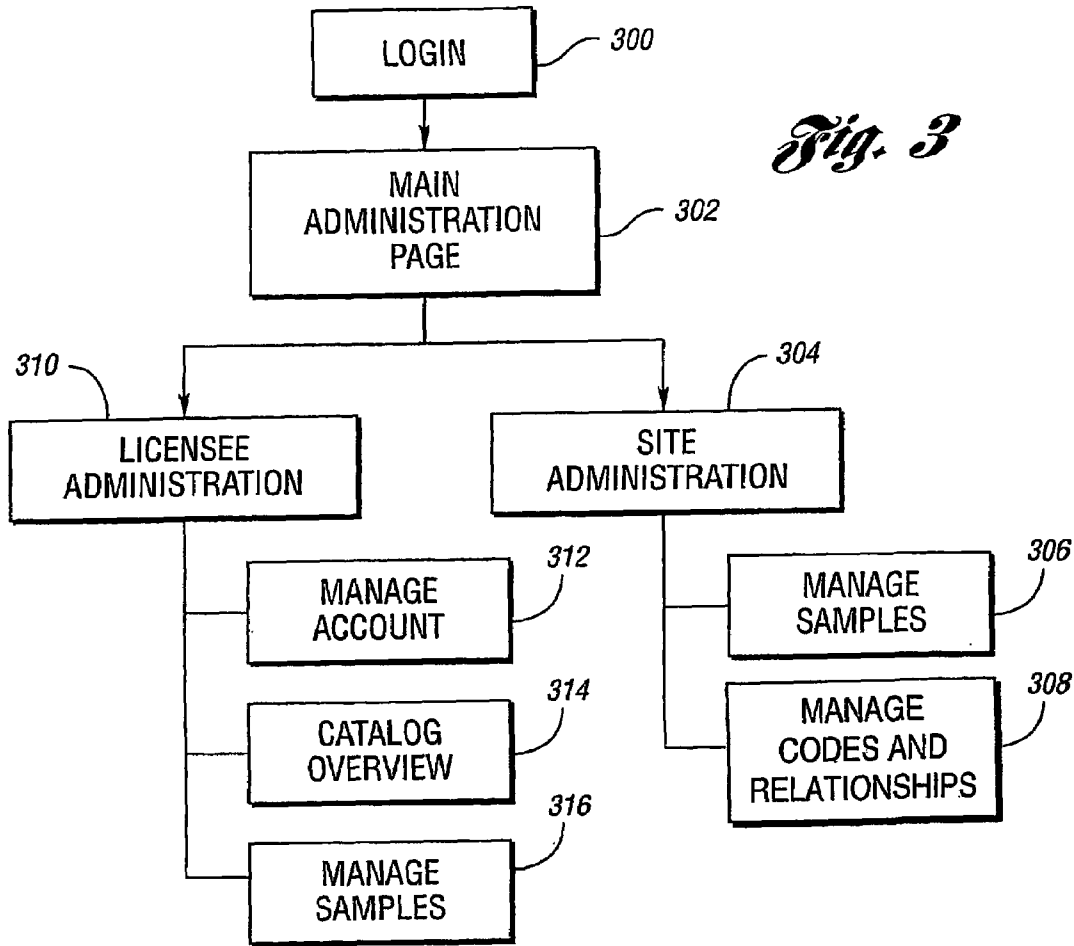 LOGIN
300
Fig. 3
MAIN
ADMINISTRATION
PAGE
302
310
LICENSEE
ADMINISTRATION
304
SITE
ADMINISTRATION
312
MANAGE
ACCOUNT
306
MANAGE
SAMPLES
314
CATALOG
OVERVIEW
308
MANAGE
CODES AND
RELATIONSHIPS
316
MANAGE
SAMPLES